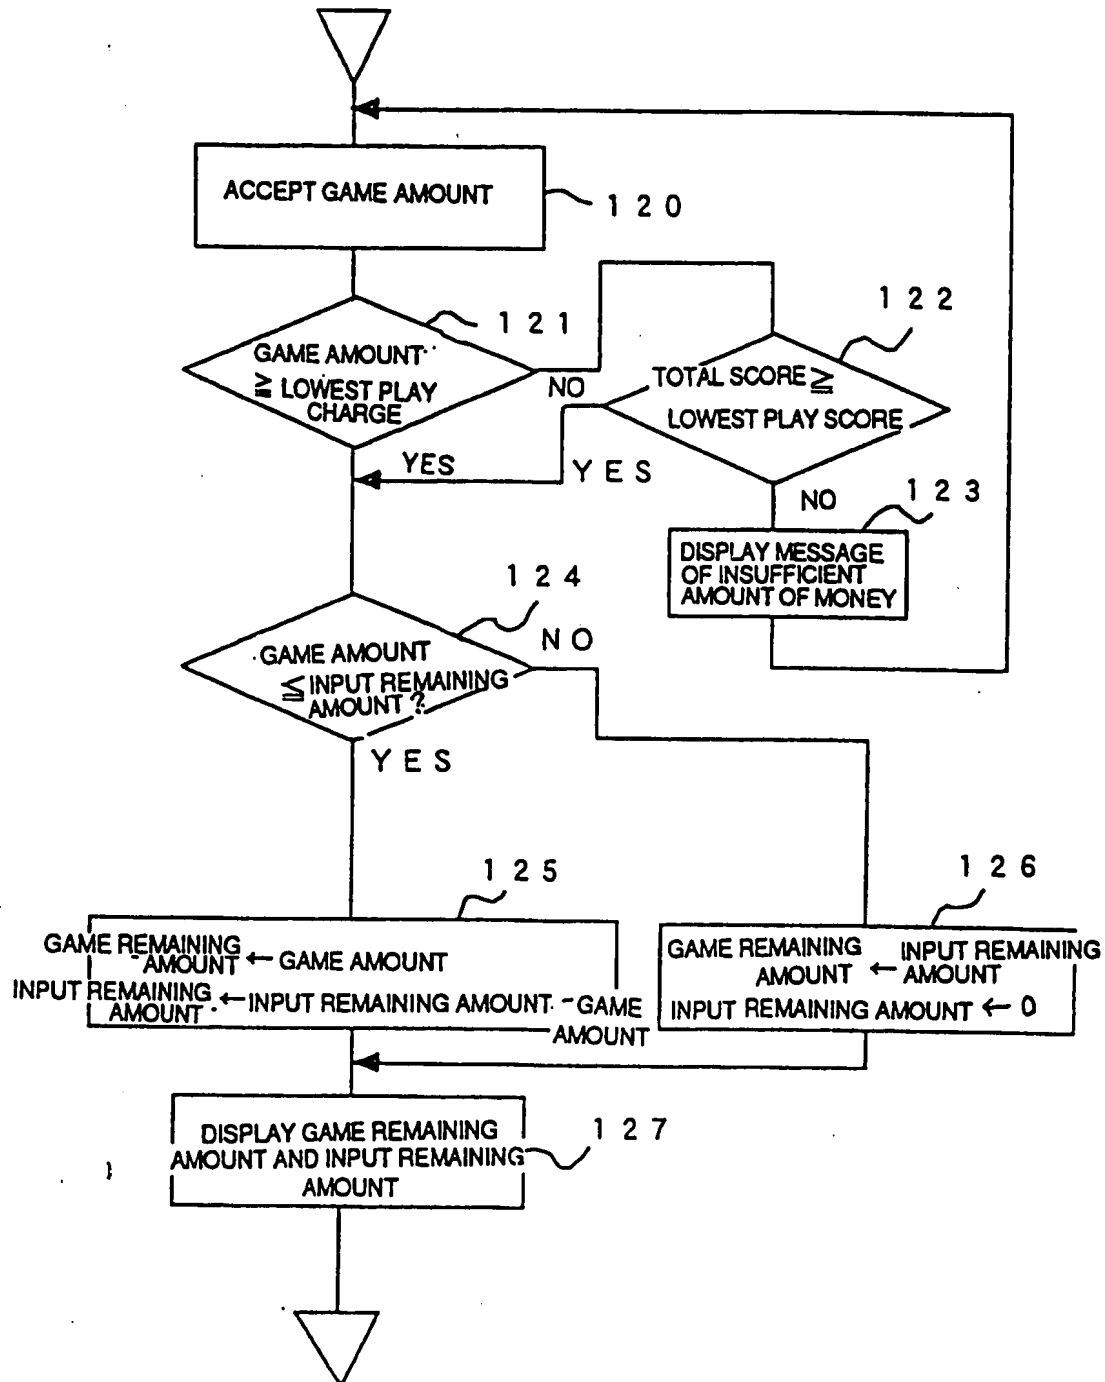 ACCEPT GAME AMOUNT
120
121
GAME AMOUNT
≧ LOWEST PLAY
CHARGE
NO
YES
122
TOTAL SCORE ≧
LOWEST PLAY SCORE
YES
NO
123
DISPLAY MESSAGE
OF INSUFFICIENT
AMOUNT OF MONEY
124
GAME AMOUNT
≦ INPUT REMAINING
AMOUNT ?
NO
YES
125
GAME REMAINING
AMOUNT ← GAME AMOUNT
INPUT REMAINING
AMOUNT ← INPUT REMAINING AMOUNT - GAME
AMOUNT
126
GAME REMAINING
AMOUNT ← INPUT REMAINING
AMOUNT
INPUT REMAINING AMOUNT ← 0
DISPLAY GAME REMAINING
AMOUNT AND INPUT REMAINING
AMOUNT
127